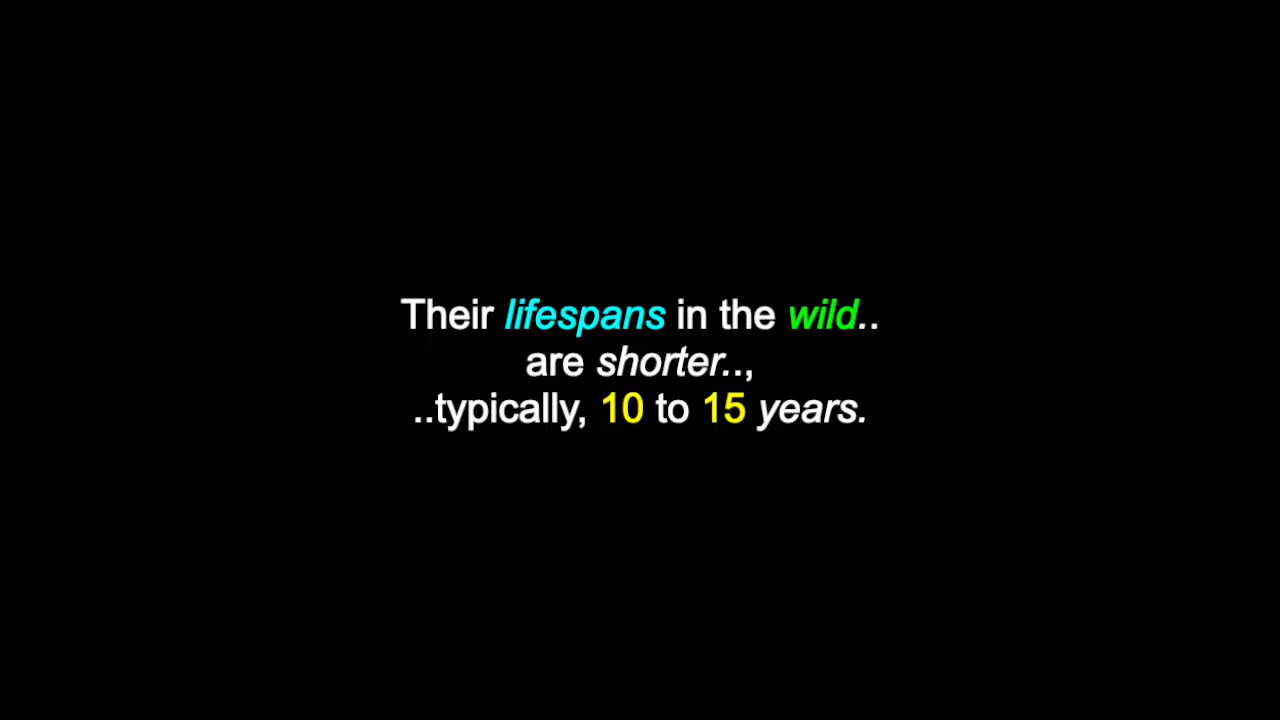 Their lifespans in the wild..
are shorter..,
..typically, 10 to 15 years.